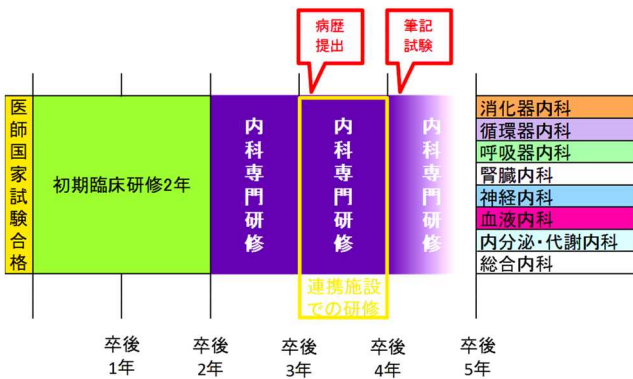 病歴
提出
筆記
試験
医師国家試験合格
初期臨床研修2年
内科専門研修
内科専門研修
内科専門研修
連携施設
での研修
消化器内科
循環器内科
呼吸器内科
腎臓内科
神経内科
血液内科
内分泌・代謝内科
総合内科
卒後
1年
卒後
2年
卒後
3年
卒後
4年
卒後
5年